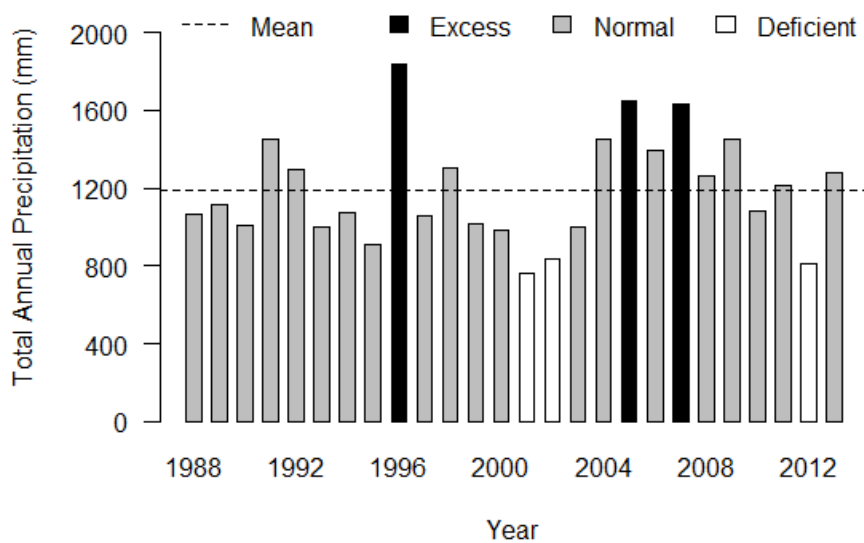 Mean Excess Normal Deficient
Total Annual Precipitation (mm)
2000
1600
1200
800
400
0
1988 1992 1996 2000 2004 2008 2012
Year